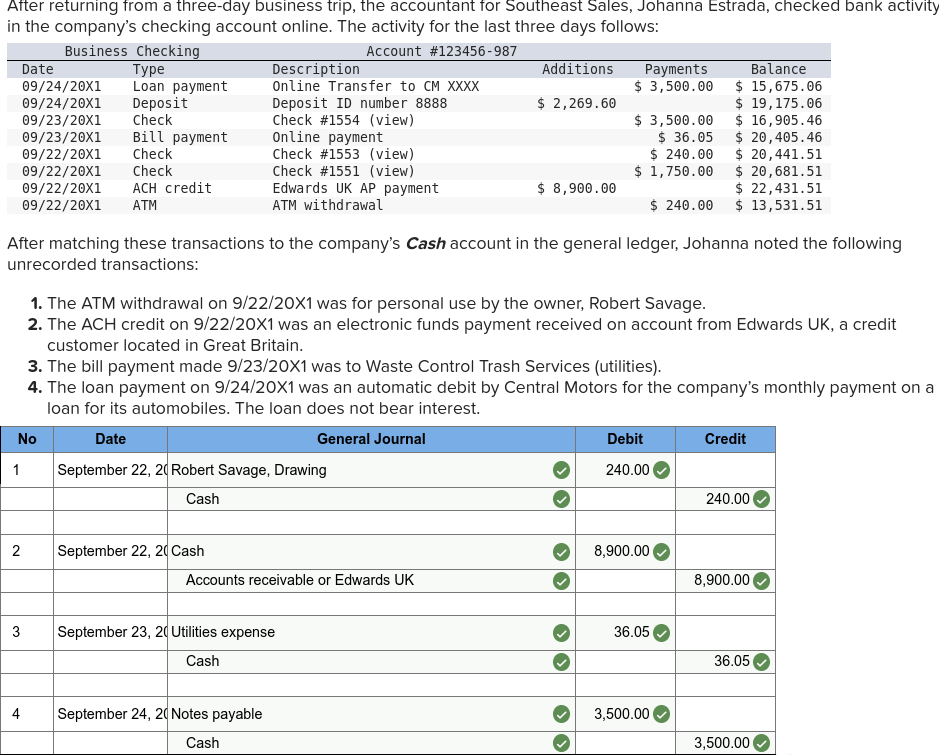 After returning from a three-day business trip, the accountant for Southeast Sales, Johanna Estrada, checked bank activity
in the company's checking account online. The activity for the last three days follows:
Business Checking Account #123456-987
Date Type Description Additions Payments Balance
09/24/20X1 Loan payment Online Transfer to CM XXXX $ 3,500.00 $ 15,675.06
09/24/20X1 Deposit Deposit ID number 8888 $ 2,269.60 $ 19,175.06
09/23/20X1 Check Check #1554 (view) $ 3,500.00 $ 16,905.46
09/23/20X1 Bill payment Online payment $ 36.05 $ 20,405.46
09/22/20X1 Check Check #1553 (view) $ 240.00 $ 20,441.51
09/22/20X1 Check Check #1551 (view) $ 1,750.00 $ 20,681.51
09/22/20X1 ACH credit Edwards UK AP payment $ 8,900.00 $ 22,431.51
09/22/20X1 ATM ATM withdrawal $ 240.00 $ 13,531.51
After matching these transactions to the company's Cash account in the general ledger, Johanna noted the following
unrecorded transactions:
1. The ATM withdrawal on 9/22/20X1 was for personal use by the owner, Robert Savage.
2. The ACH credit on 9/22/20X1 was an electronic funds payment received on account from Edwards UK, a credit
customer located in Great Britain.
3. The bill payment made 9/23/20X1 was to Waste Control Trash Services (utilities).
4. The loan payment on 9/24/20X1 was an automatic debit by Central Motors for the company's monthly payment on a
loan for its automobiles. The loan does not bear interest.
No Date General Journal Debit Credit
1 September 22, 20 Robert Savage, Drawing 240.00
Cash 240.00
2 September 22, 20 Cash 8,900.00
Accounts receivable or Edwards UK 8,900.00
3 September 23, 20 Utilities expense 36.05
Cash 36.05
4 September 24, 20 Notes payable 3,500.00
Cash 3,500.00